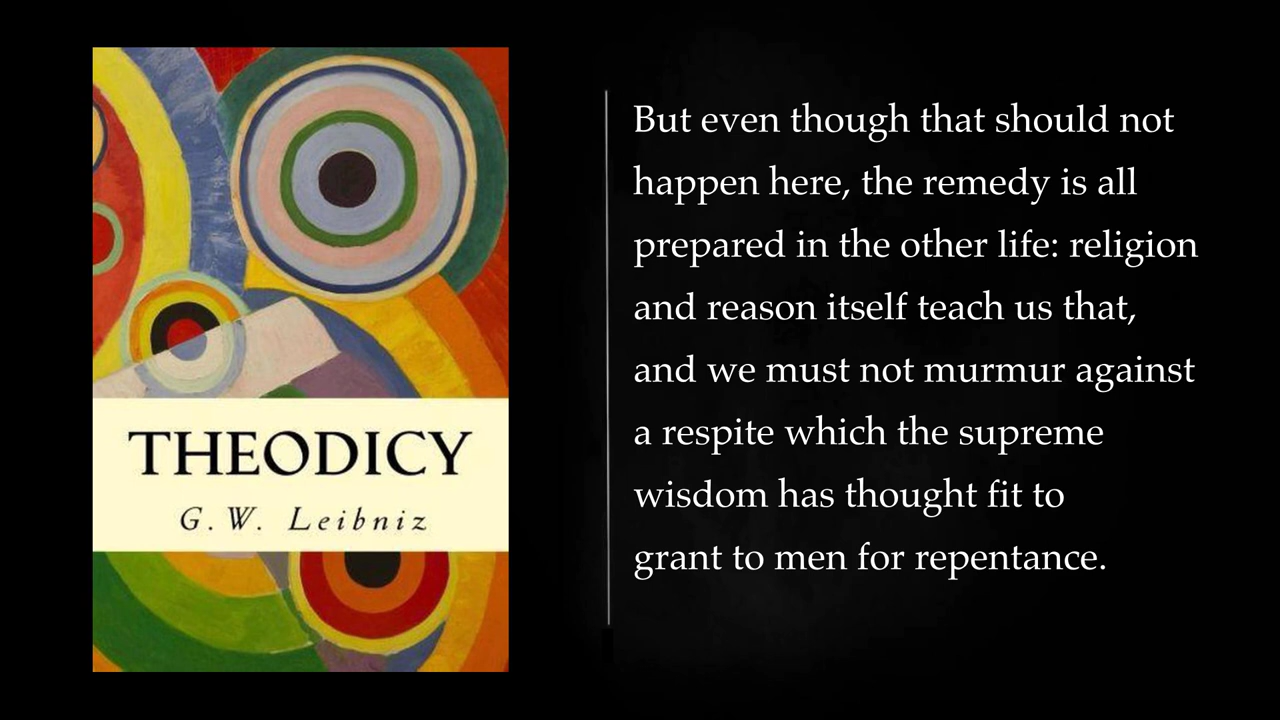 THEODICY
G. W. Leibniz
But even though that should not
happen here, the remedy is all
prepared in the other life: religion
and reason itself teach us that,
and we must not murmur against
a respite which the supreme
wisdom has thought fit to
grant to men for repentance.